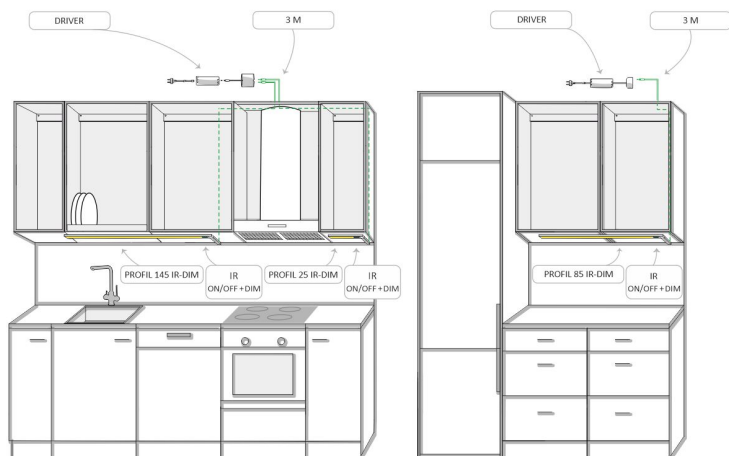 DRIVER
3 M
DRIVER
3 M
PROFIL 145 IR-DIM
IR
ON/OFF+DIM
PROFIL 25 IR-DIM
IR
ON/OFF+DIM
PROFIL 85 IR-DIM
IR
ON/OFF+DIM